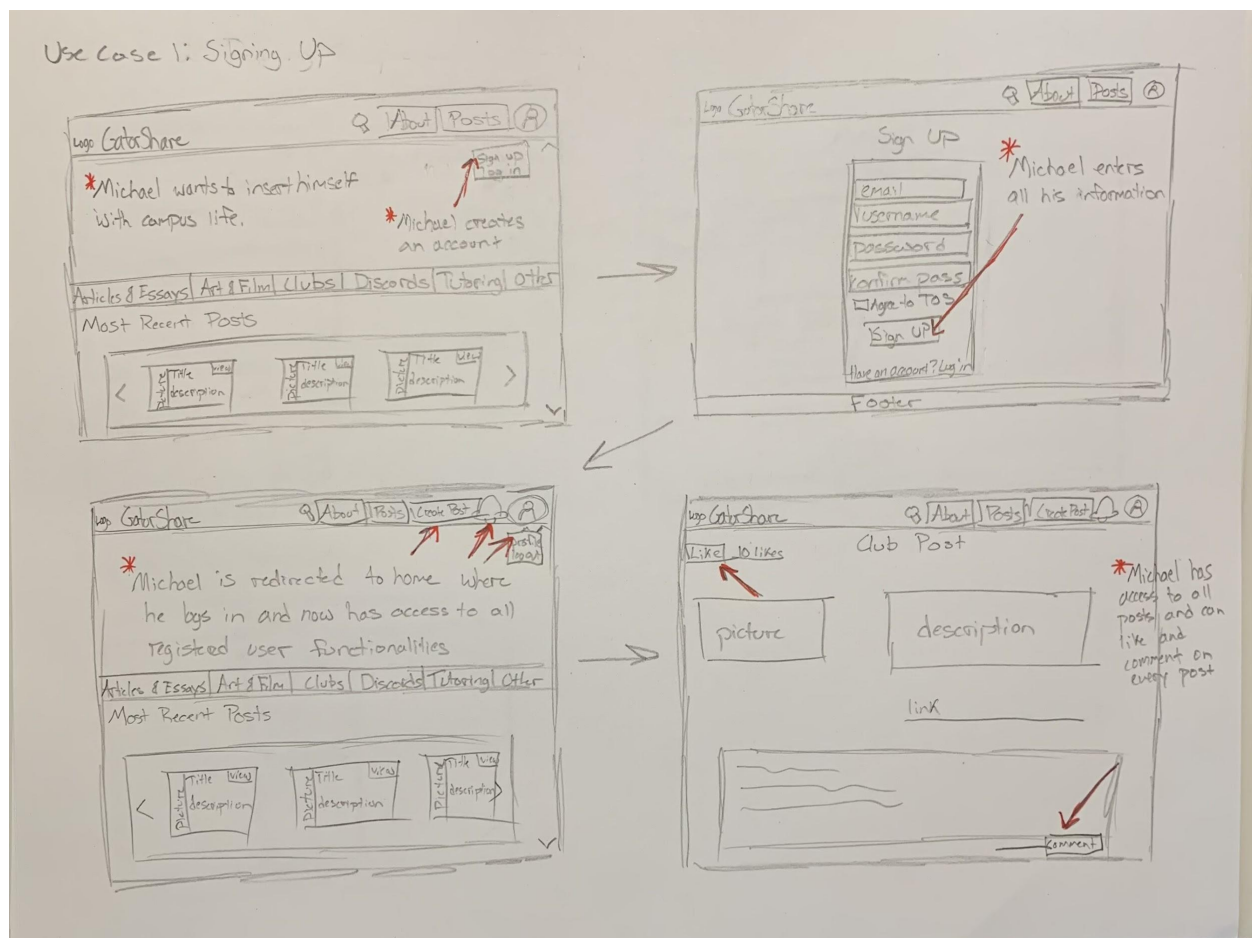 Use Case 1: Signing Up
Logo GatorShare About Posts
Sign up
log in
*Michael wants to insert himself
with campus life.
*Michael creates
an account
Articles & Essays Art & Film Clubs Discords Tutoring Other
Most Recent Posts
< Picture Title view description Picture Title view description Picture Title view description >
Logo GatorShare About Posts
Sign Up
email
username
password
confirm pass
Agree to TOS
Sign UP
Have an account? Log in
*Michael enters
all his information
Footer
Logo GatorShare About Posts Create Post
profile
logout
*Michael is redirected to home where
he logs in and now has access to all
registered user functionalities
Articles & Essays Art & Film Clubs Discords Tutoring Other
Most Recent Posts
< Picture Title view description Picture Title view description Picture Title view description >
Logo GatorShare About Posts Create Post
Like 10 likes
Club Post
picture
description
link
*Michael has
access to all
posts and can
like and
comment on
every post
Comment